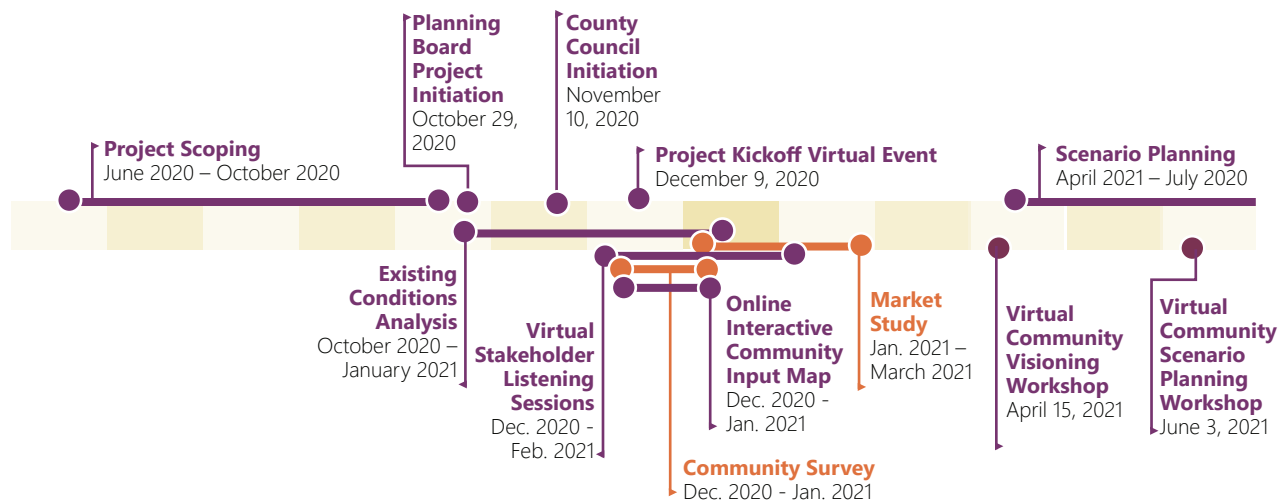 Planning
Board
Project
Initiation
October 29,
2020
County
Council
Initiation
November
10, 2020
Project Scoping
June 2020 – October 2020
Project Kickoff Virtual Event
December 9, 2020
Scenario Planning
April 2021 – July 2020
Existing
Conditions
Analysis
October 2020 –
January 2021
Virtual
Stakeholder
Listening
Sessions
Dec. 2020 -
Feb. 2021
Community Survey
Dec. 2020 - Jan. 2021
Online
Interactive
Community
Input Map
Dec. 2020 -
Jan. 2021
Market
Study
Jan. 2021 –
March 2021
Virtual
Community
Visioning
Workshop
April 15, 2021
Virtual
Community
Scenario
Planning
Workshop
June 3, 2021